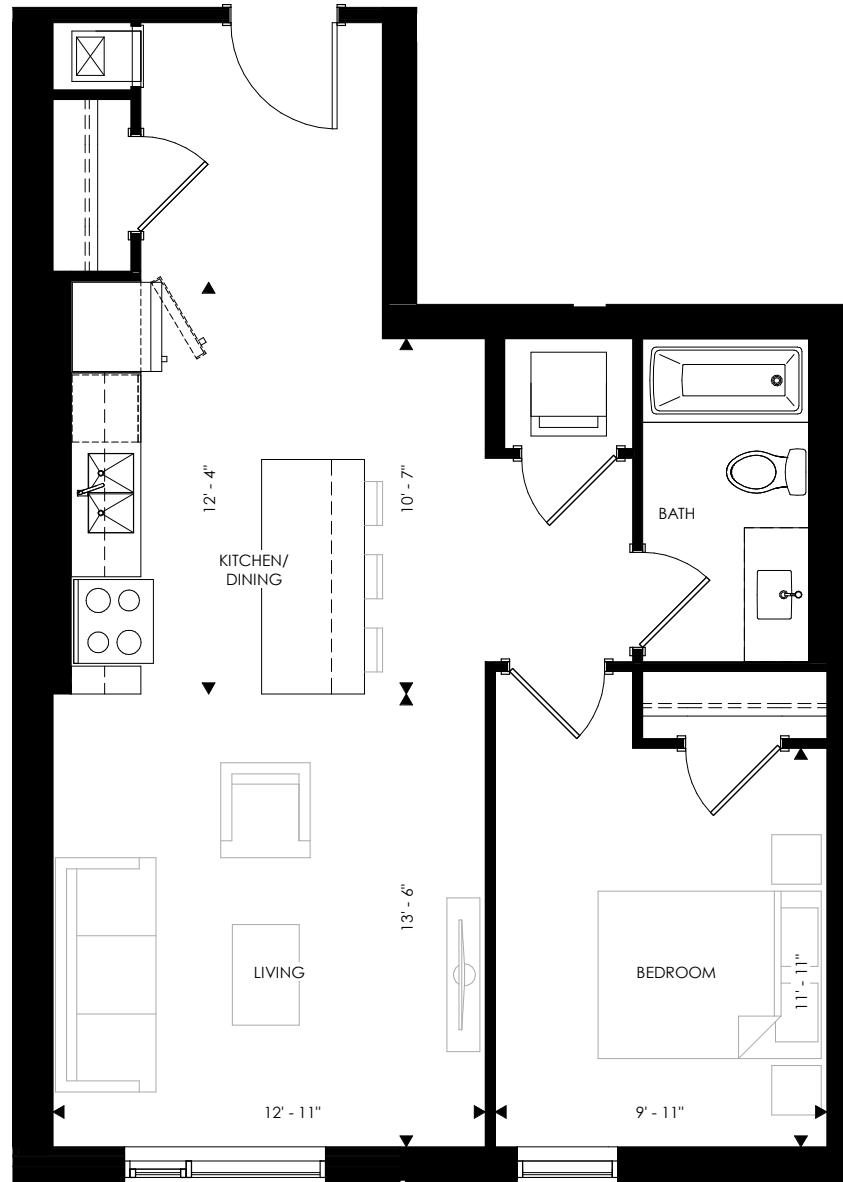 12' - 4"
10' - 7"
BATH
KITCHEN/
DINING
13' - 6"
LIVING
BEDROOM
11' - 11"
12' - 11"
9' - 11"